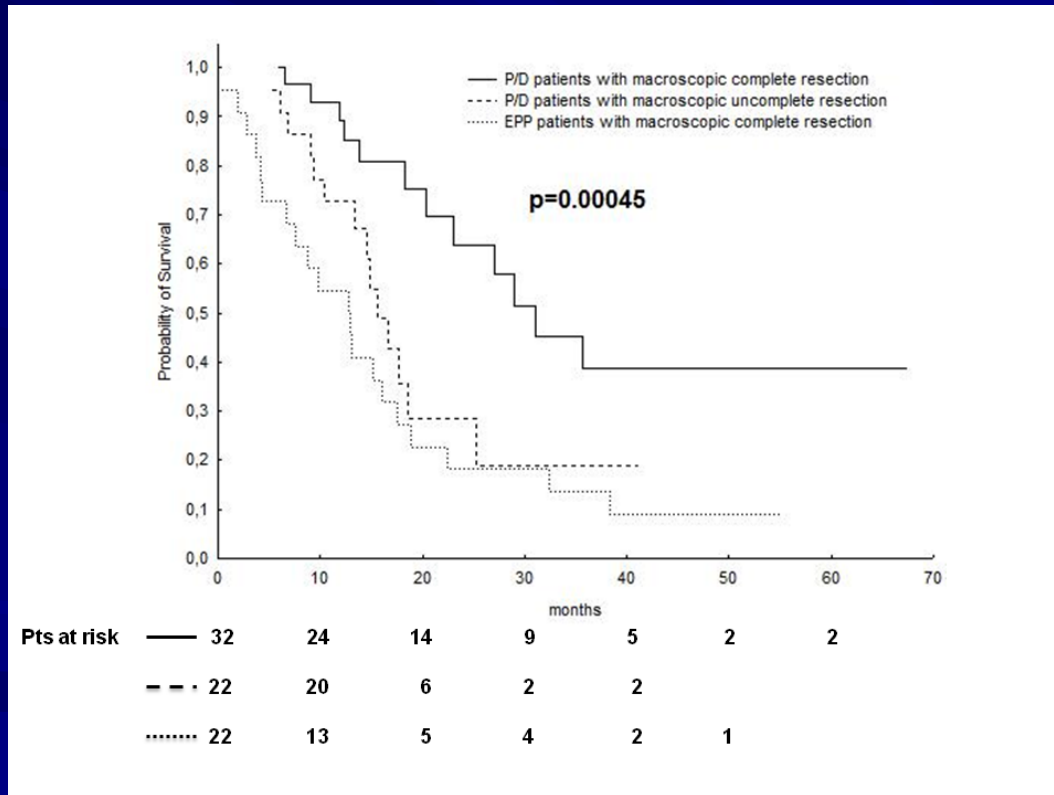 1,0
0,9
0,8
0,7
0,6
0,5
0,4
0,3
0,2
0,1
0,0
Probability of Survival
P/D patients with macroscopic complete resection
P/D patients with macroscopic uncomplete resection
EPP patients with macroscopic complete resection
p=0.00045
0 10 20 30 40 50 60 70
months
Pts at risk 32 24 14 9 5 2 2
22 20 6 2 2
22 13 5 4 2 1